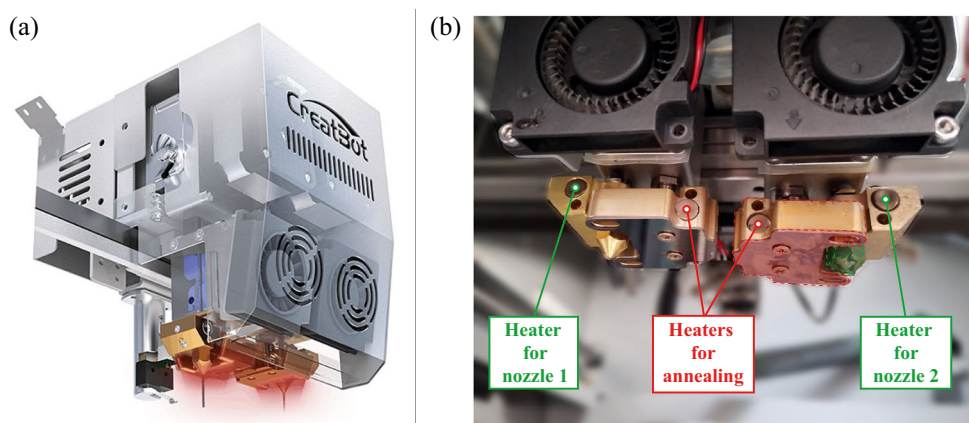 (a)
CreatBot
(b)
Heater
for
nozzle 1
Heaters
for
annealing
Heater
for
nozzle 2